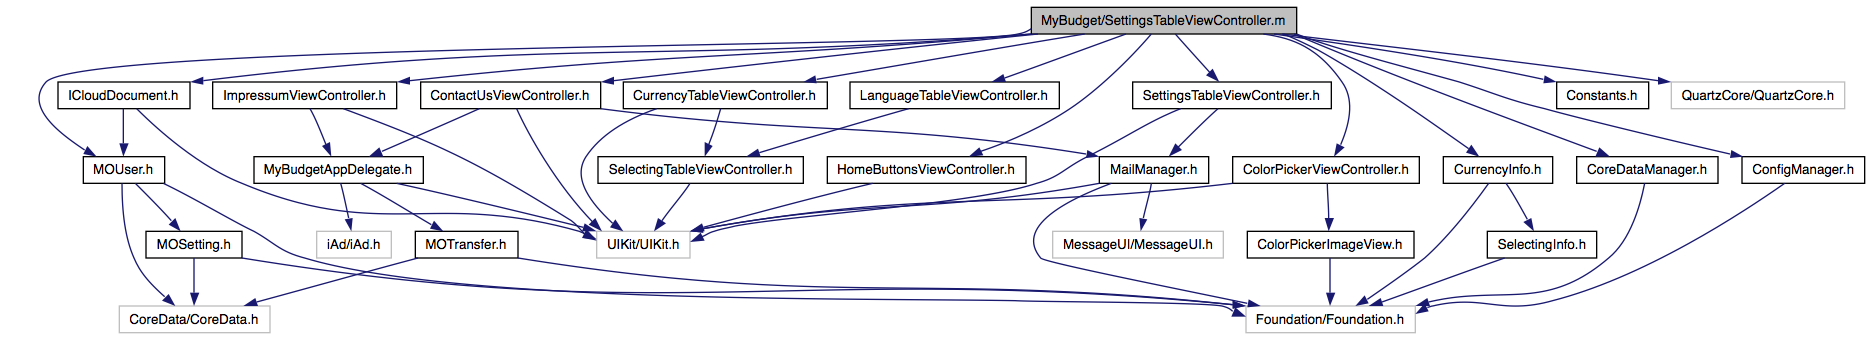 MyBudget/SettingsTableViewController.m
ICloudDocument.h
ImpressumViewController.h
ContactUsViewController.h
CurrencyTableViewController.h
LanguageTableViewController.h
SettingsTableViewController.h
Constants.h
QuartzCore/QuartzCore.h
MOUser.h
MyBudgetAppDelegate.h
SelectingTableViewController.h
HomeButtonsViewController.h
MailManager.h
ColorPickerViewController.h
CurrencyInfo.h
CoreDataManager.h
ConfigManager.h
MOSetting.h
iAd/iAd.h
MOTransfer.h
UIKit/UIKit.h
MessageUI/MessageUI.h
ColorPickerImageView.h
SelectingInfo.h
CoreData/CoreData.h
Foundation/Foundation.h